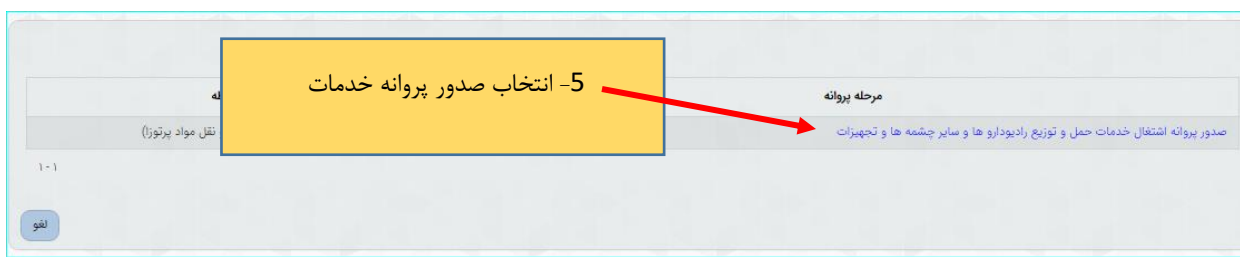 5- انتخاب صدور پروانه خدمات
مرحله پروانه
صدور پروانه اشتغال خدمات حمل و توزیع رادیودارو ها و سایر چشمه ها و تجهیزات
نقل مواد پرتوزا)
۱ - ۱
لغو